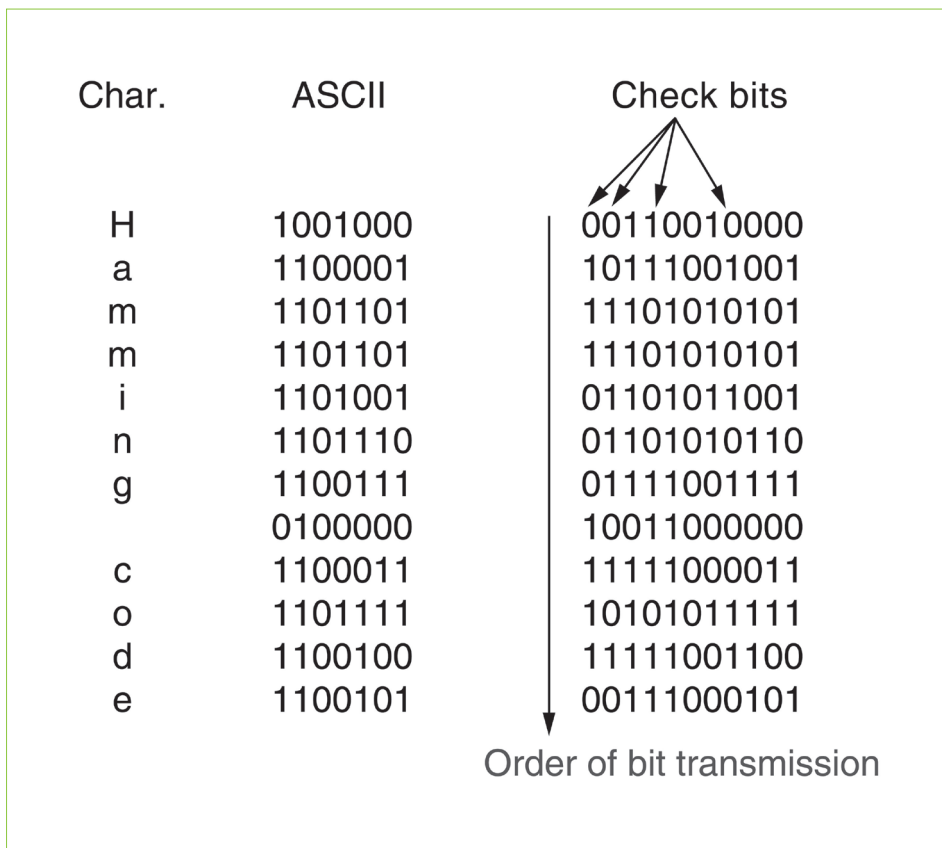 Char. ASCII Check bits
H 1001000 00110010000
a 1100001 10111001001
m 1101101 11101010101
m 1101101 11101010101
i 1101001 01101011001
n 1101110 01101010110
g 1100111 01111001111
0100000 10011000000
c 1100011 11111000011
o 1101111 10101011111
d 1100100 11111001100
e 1100101 00111000101
Order of bit transmission